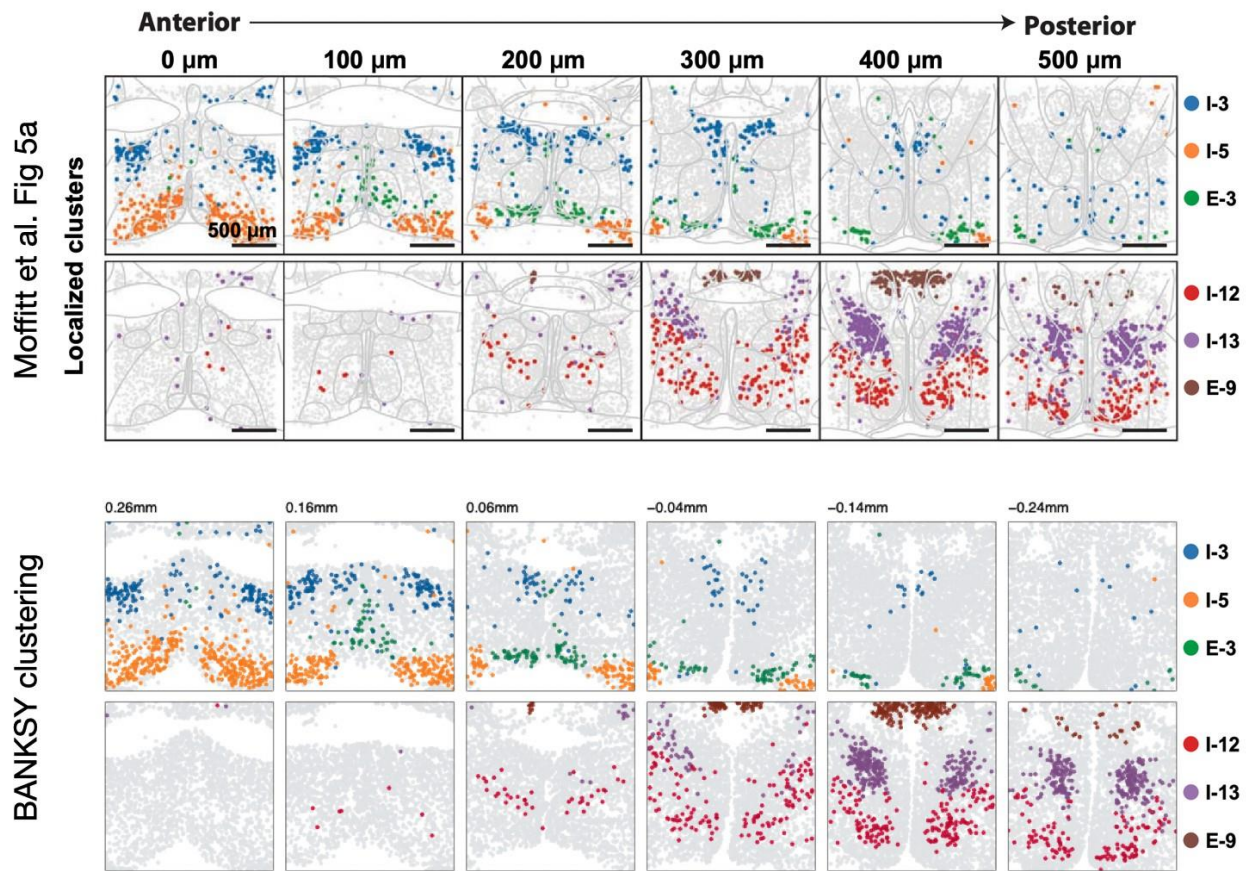 Anterior Posterior
0 μm 100 μm 200 μm 300 μm 400 μm 500 μm
Moffitt et al. Fig 5a
Localized clusters
500 μm
I-3
I-5
E-3
I-12
I-13
E-9
BANKSY clustering
0.26mm 0.16mm 0.06mm −0.04mm −0.14mm −0.24mm
I-3
I-5
E-3
I-12
I-13
E-9